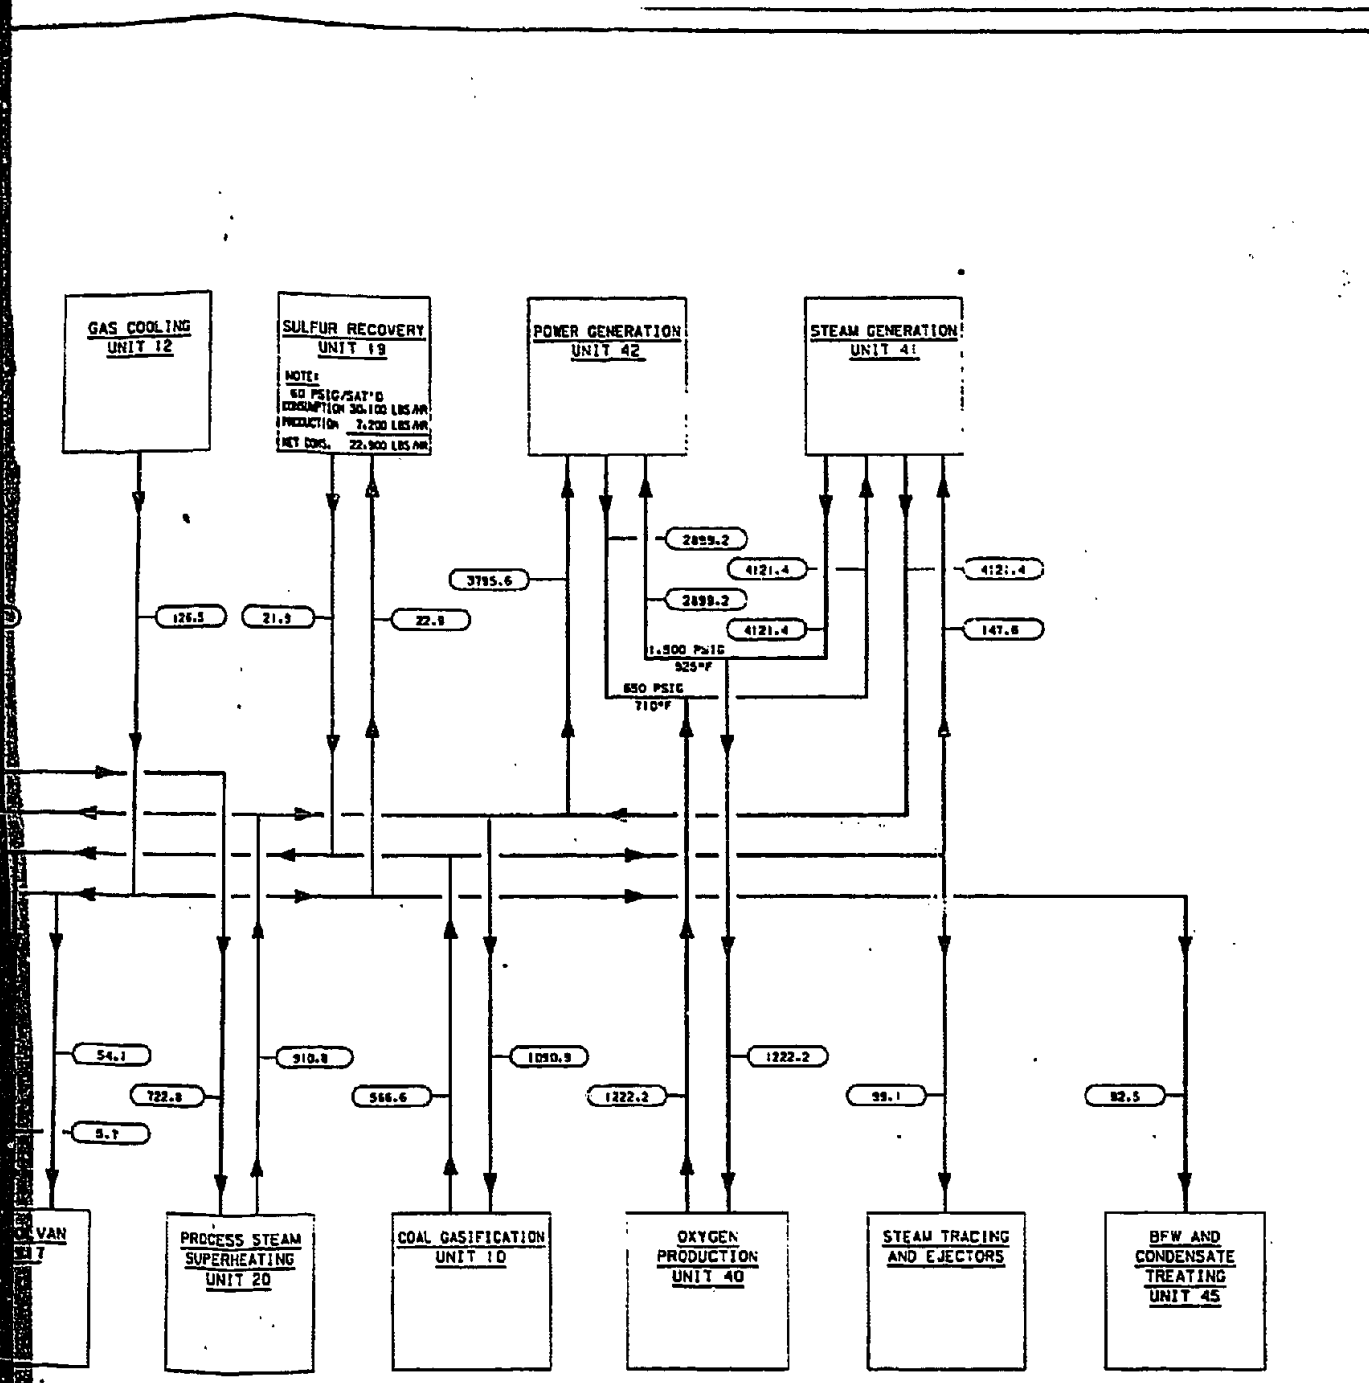 GAS COOLING
UNIT 12
SULFUR RECOVERY
UNIT 19
NOTE:
60 PSIG/SAT'D
CONSUMPTION 30,100 LBS/HR
PRODUCTION 7,200 LBS/HR
NET CONS. 22,900 LBS/HR
POWER GENERATION
UNIT 42
STEAM GENERATION
UNIT 41
2899.2
3795.6
4121.4
4121.4
2899.2
126.5
21.9
22.9
4121.4
147.6
1,500 PSIG
925°F
650 PSIG
710°F
54.1
910.8
1090.9
1222.2
722.8
566.6
1222.2
99.1
82.5
5.7
VAN
17
PROCESS STEAM
SUPERHEATING
UNIT 20
COAL GASIFICATION
UNIT 10
OXYGEN
PRODUCTION
UNIT 40
STEAM TRACING
AND EJECTORS
BFW AND
CONDENSATE
TREATING
UNIT 45